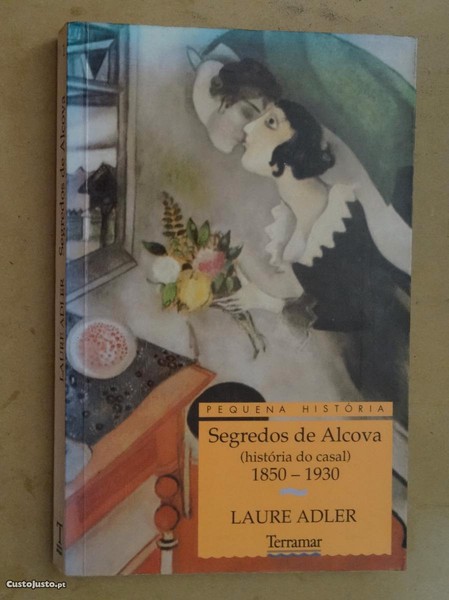 LAURE ADLER Segredos de Alcova
PEQUENA HISTÓRIA
Segredos de Alcova
(história do casal)
1850 – 1930
LAURE ADLER
Terramar
CustoJusto.pt